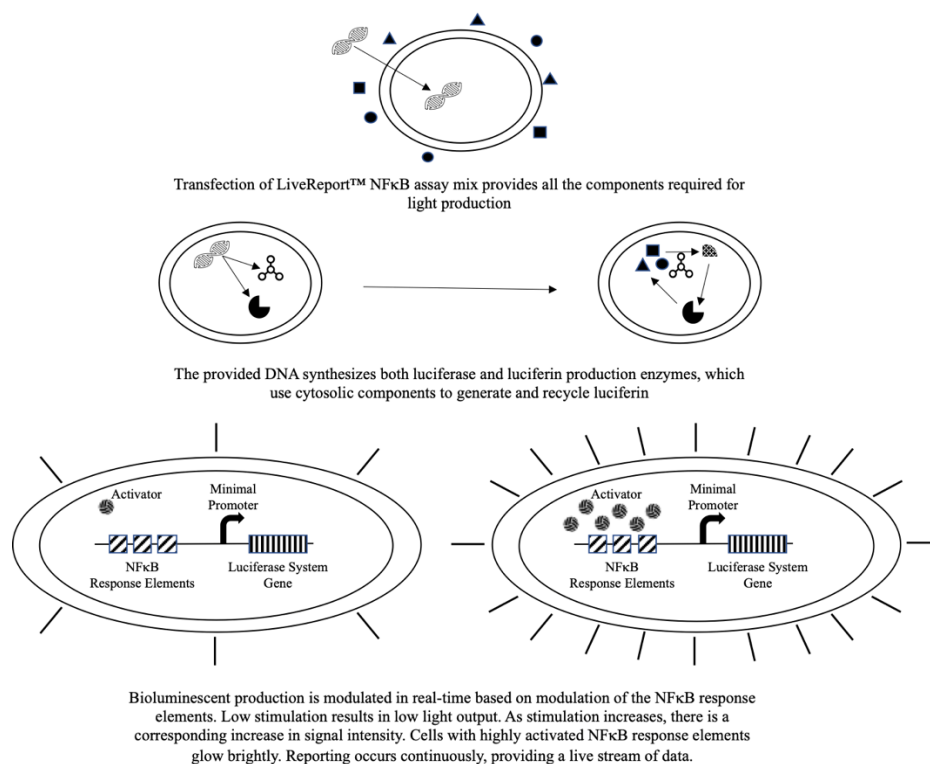 Transfection of LiveReport™ NFκB assay mix provides all the components required for
light production
The provided DNA synthesizes both luciferase and luciferin production enzymes, which
use cytosolic components to generate and recycle luciferin
Activator
Minimal
Promoter
NFκB
Response Elements
Luciferase System
Gene
Activator
Minimal
Promoter
NFκB
Response Elements
Luciferase System
Gene
Bioluminescent production is modulated in real-time based on modulation of the NFκB response
elements. Low stimulation results in low light output. As stimulation increases, there is a
corresponding increase in signal intensity. Cells with highly activated NFκB response elements
glow brightly. Reporting occurs continuously, providing a live stream of data.